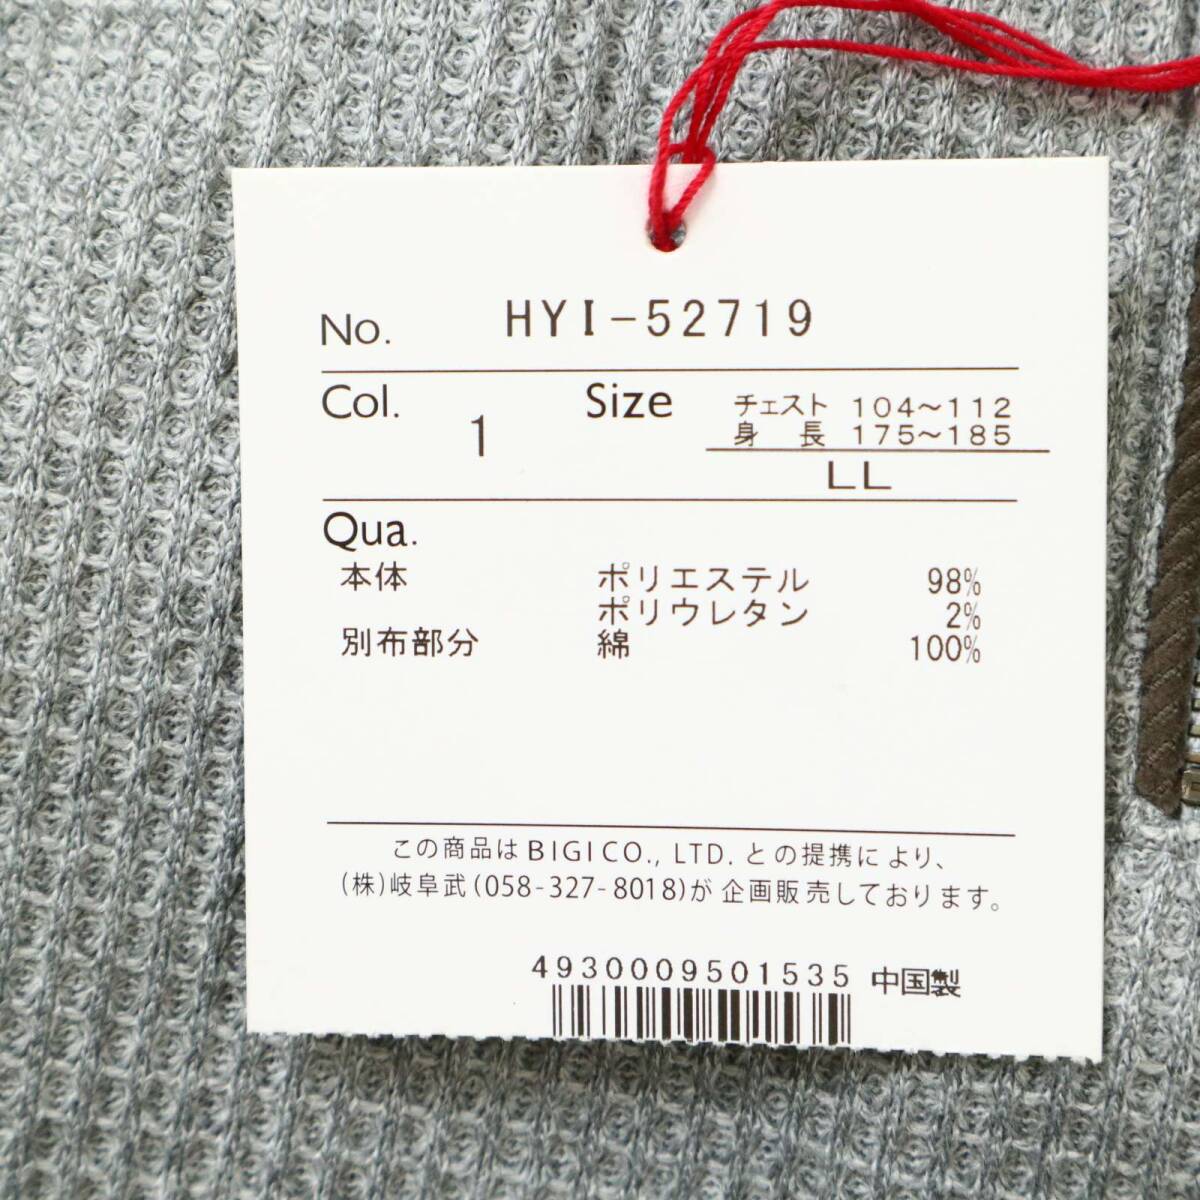 No. HYI-52719
Col. 1 Size チェスト 104～112
身 長 175～185
LL
Qua.
本体 ポリエステル 98%
ポリウレタン 2%
別布部分 綿 100%
この商品はBIGI CO., LTD.との提携により、
(株)岐阜武(058-327-8018)が企画販売しております。
4930009501535 中国製